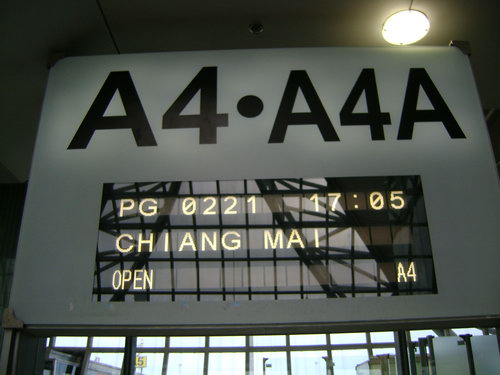 A4•A4A
PG 0221 17:05
CHIANG MAI
OPEN A4